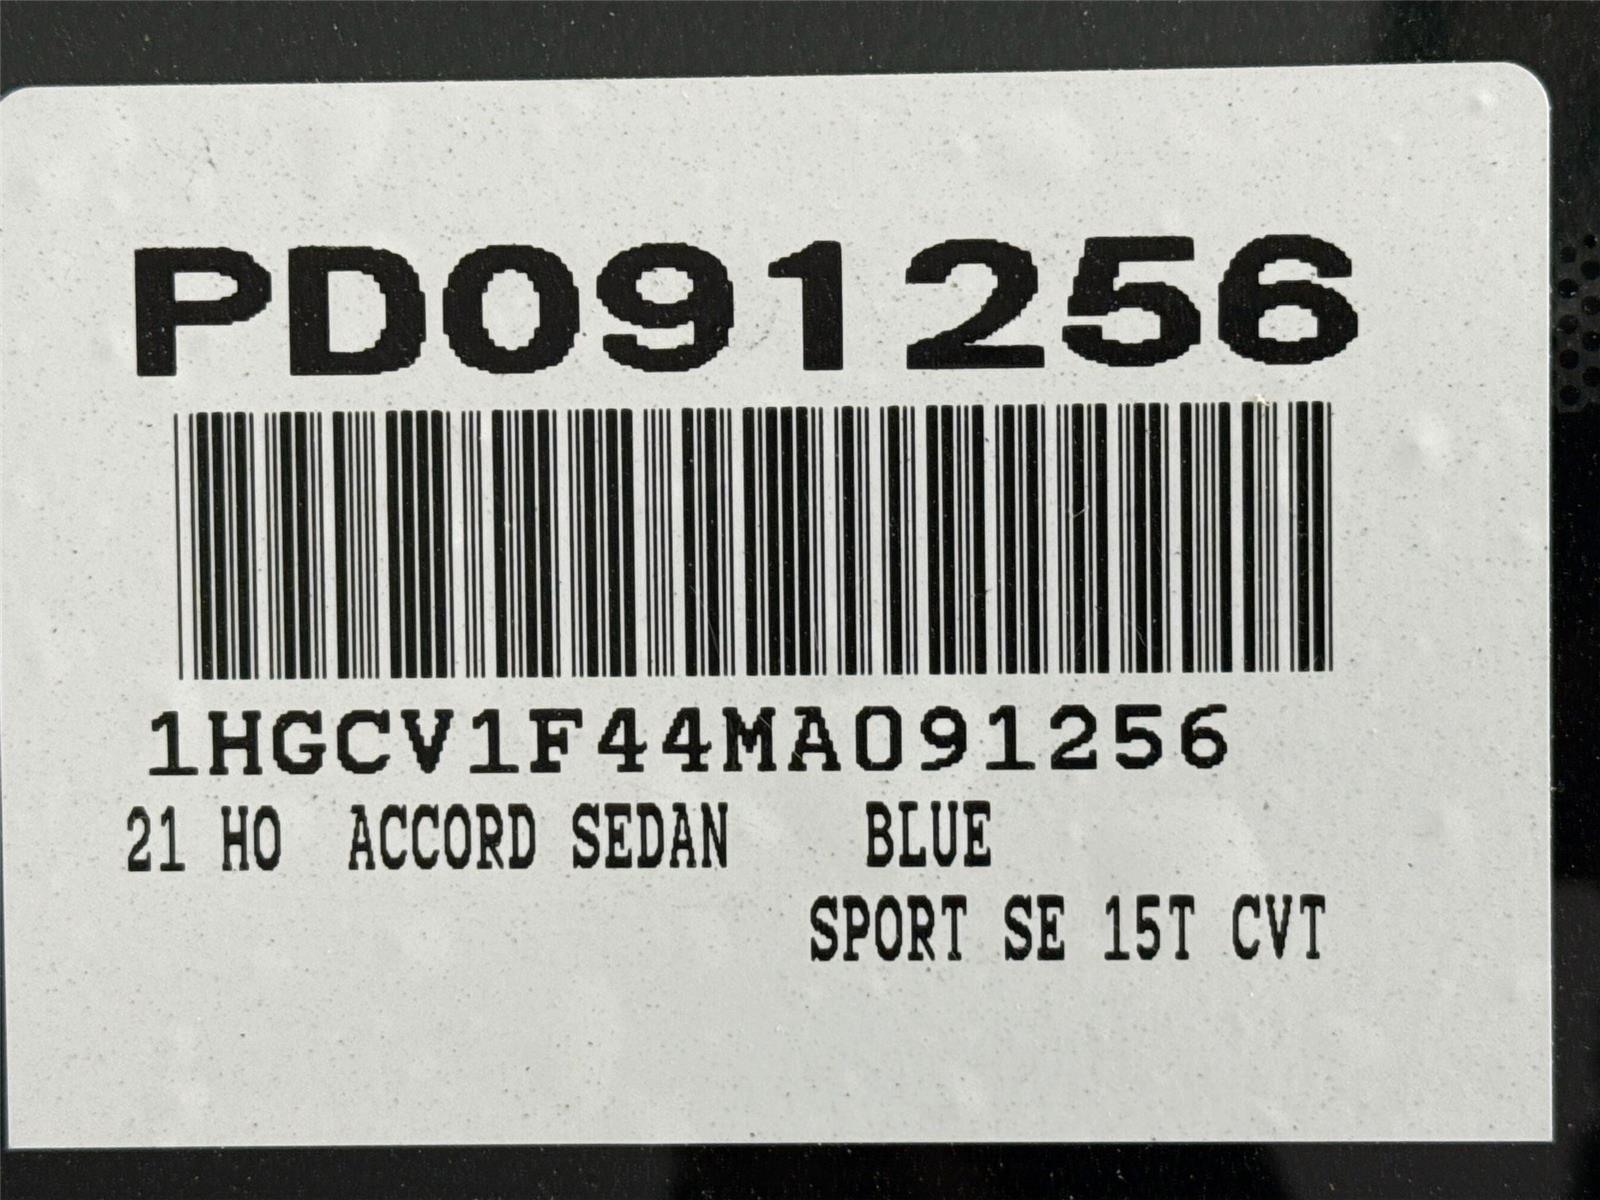 PD091256
1HGCV1F44MA091256
21 HO ACCORD SEDAN BLUE
SPORT SE 15T CVT